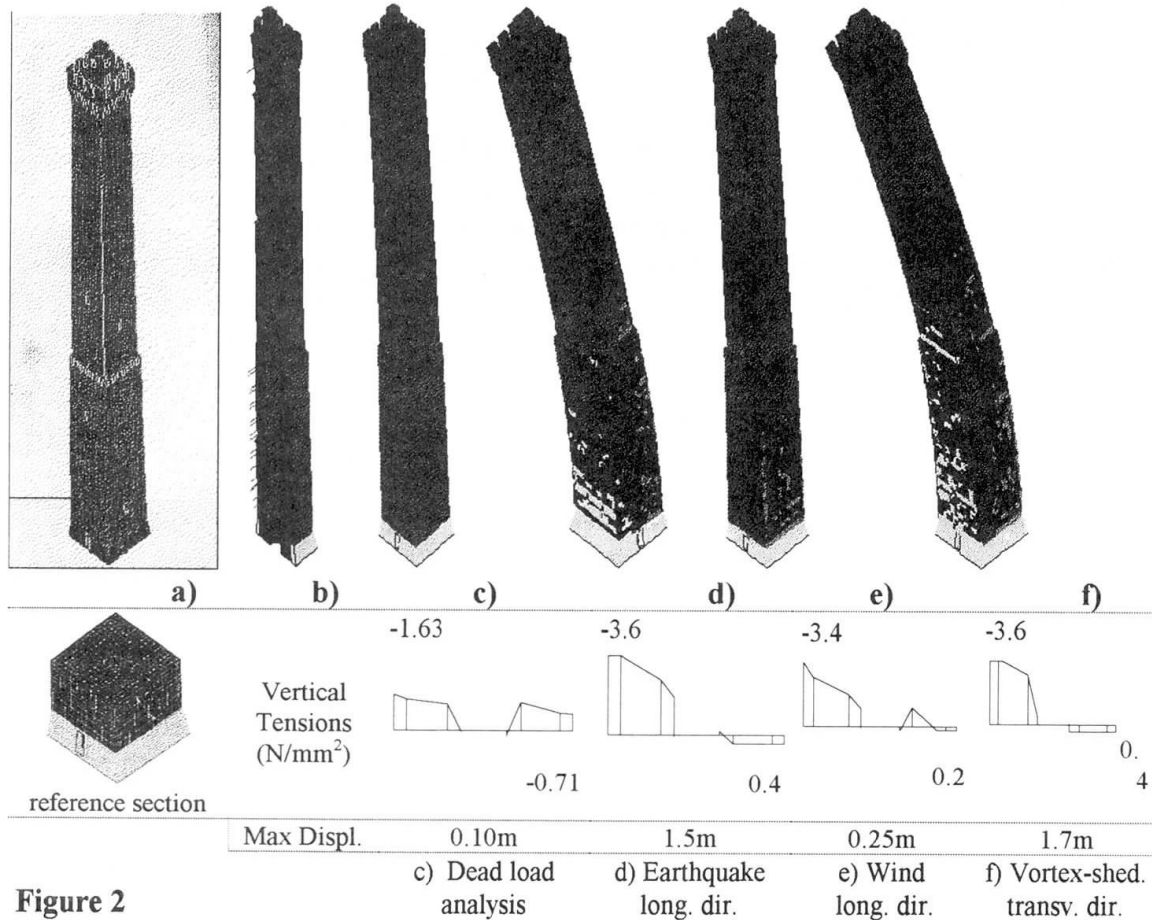 a) b) c) d) e) f)
-1.63 -3.6 -3.4 -3.6
Vertical
Tensions
(N/mm²)
-0.71 0.4 0.2 0.
4
reference section
Max Displ. 0.10m 1.5m 0.25m 1.7m
c) Dead load
analysis
d) Earthquake
long. dir.
e) Wind
long. dir.
f) Vortex-shed.
transv. dir.
Figure 2